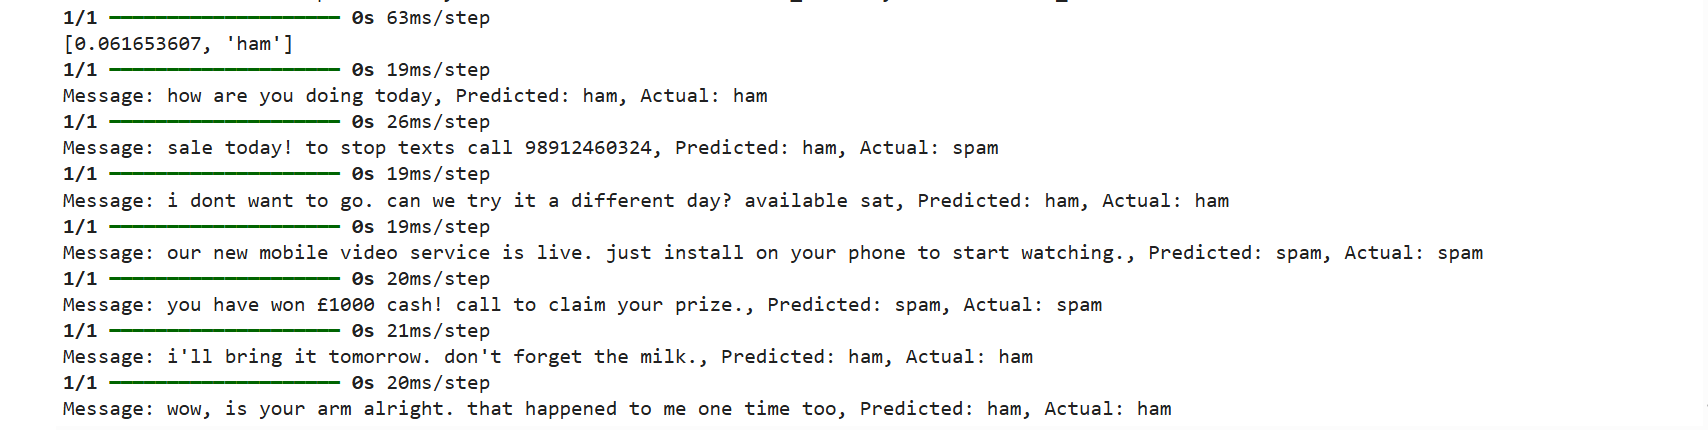 1/1 ━━━━━━━━━━━━━━━━━━━━ 0s 63ms/step
[0.061653607, 'ham']
1/1 ━━━━━━━━━━━━━━━━━━━━ 0s 19ms/step
Message: how are you doing today, Predicted: ham, Actual: ham
1/1 ━━━━━━━━━━━━━━━━━━━━ 0s 26ms/step
Message: sale today! to stop texts call 98912460324, Predicted: ham, Actual: spam
1/1 ━━━━━━━━━━━━━━━━━━━━ 0s 19ms/step
Message: i dont want to go. can we try it a different day? available sat, Predicted: ham, Actual: ham
1/1 ━━━━━━━━━━━━━━━━━━━━ 0s 19ms/step
Message: our new mobile video service is live. just install on your phone to start watching., Predicted: spam, Actual: spam
1/1 ━━━━━━━━━━━━━━━━━━━━ 0s 20ms/step
Message: you have won £1000 cash! call to claim your prize., Predicted: spam, Actual: spam
1/1 ━━━━━━━━━━━━━━━━━━━━ 0s 21ms/step
Message: i'll bring it tomorrow. don't forget the milk., Predicted: ham, Actual: ham
1/1 ━━━━━━━━━━━━━━━━━━━━ 0s 20ms/step
Message: wow, is your arm alright. that happened to me one time too, Predicted: ham, Actual: ham